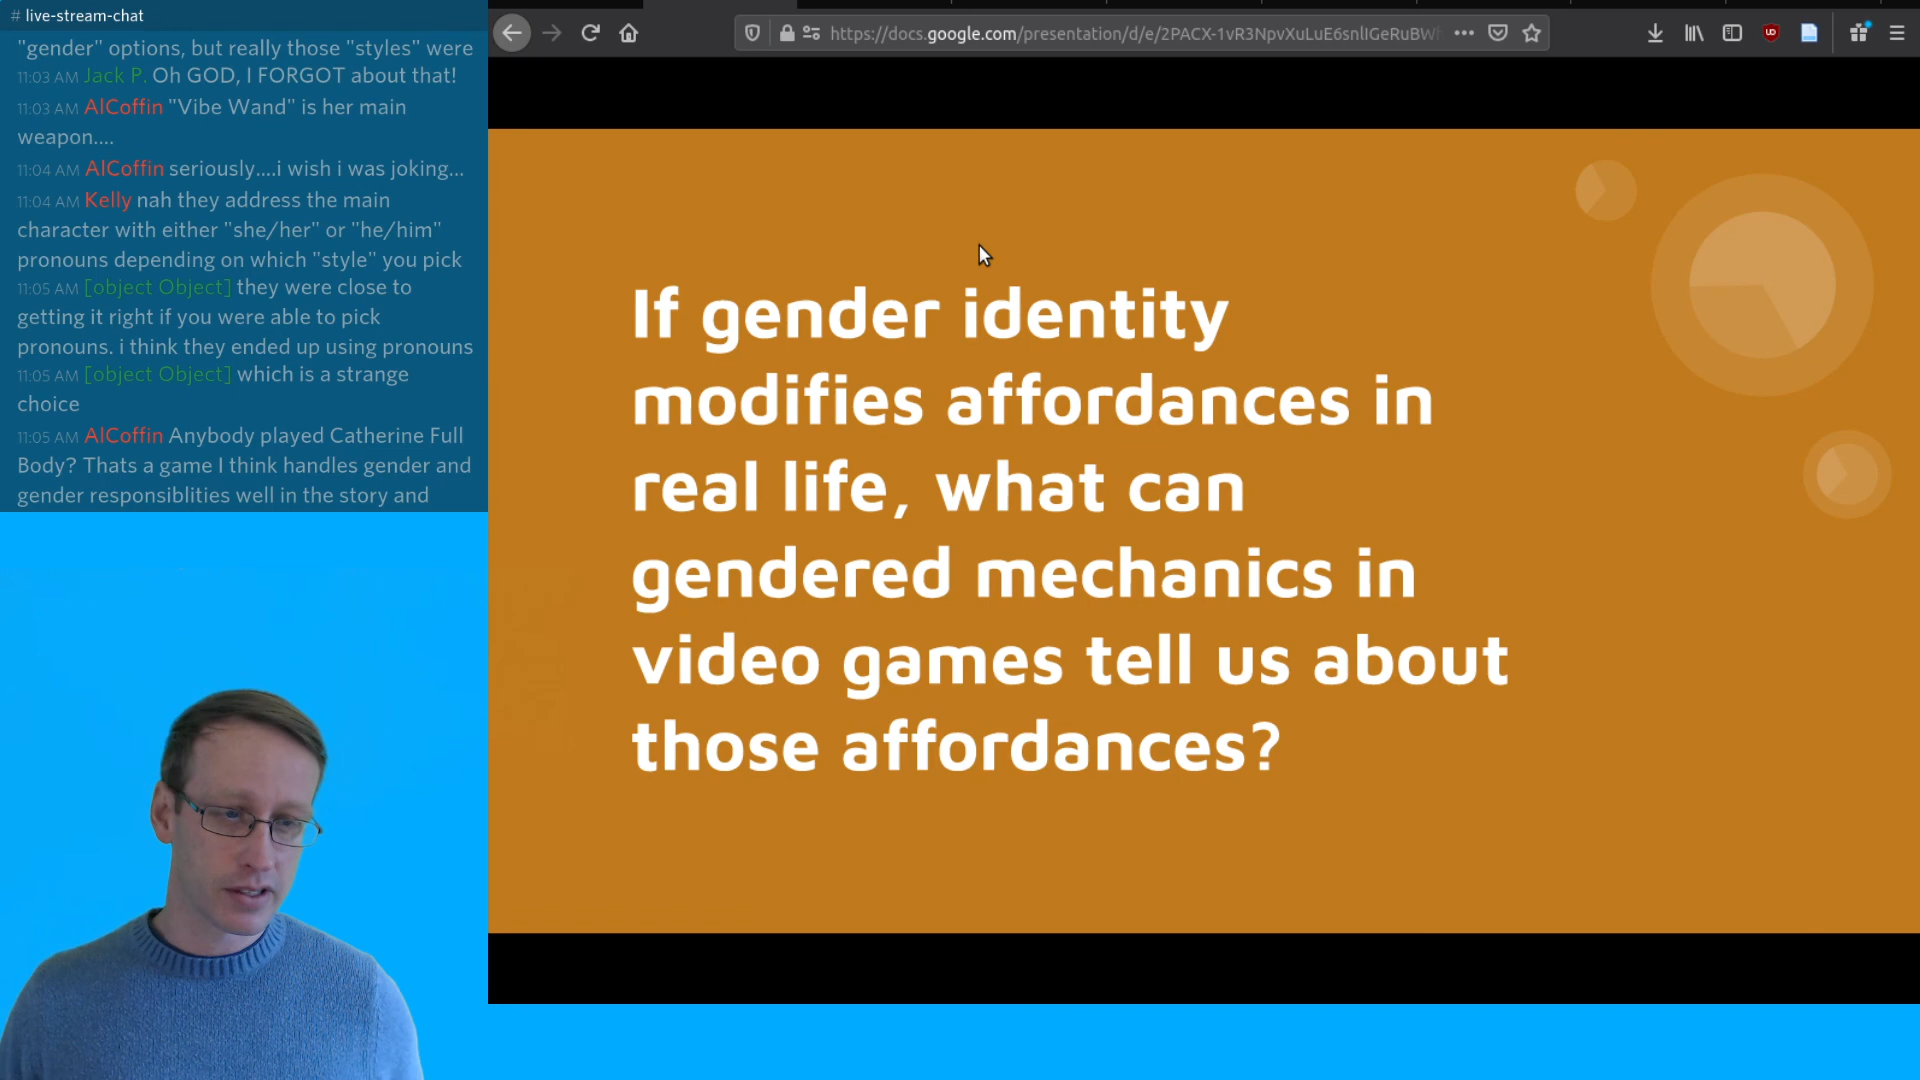 # live-stream-chat
"gender" options, but really those "styles" were
11:03 AM Jack P. Oh GOD, I FORGOT about that!
11:03 AM AlCoffin "Vibe Wand" is her main
weapon....
11:04 AM AlCoffin seriously....i wish i was joking...
11:04 AM Kelly nah they address the main
character with either "she/her" or "he/him"
pronouns depending on which "style" you pick
11:05 AM [object Object] they were close to
getting it right if you were able to pick
pronouns. i think they ended up using pronouns
11:05 AM [object Object] which is a strange
choice
11:05 AM AlCoffin Anybody played Catherine Full
Body? Thats a game I think handles gender and
gender responsiblities well in the story and
https://docs.google.com/presentation/d/e/2PACX-1vR3NpvXuLuE6snlIGeRuBW
If gender identity
modifies affordances in
real life, what can
gendered mechanics in
video games tell us about
those affordances?